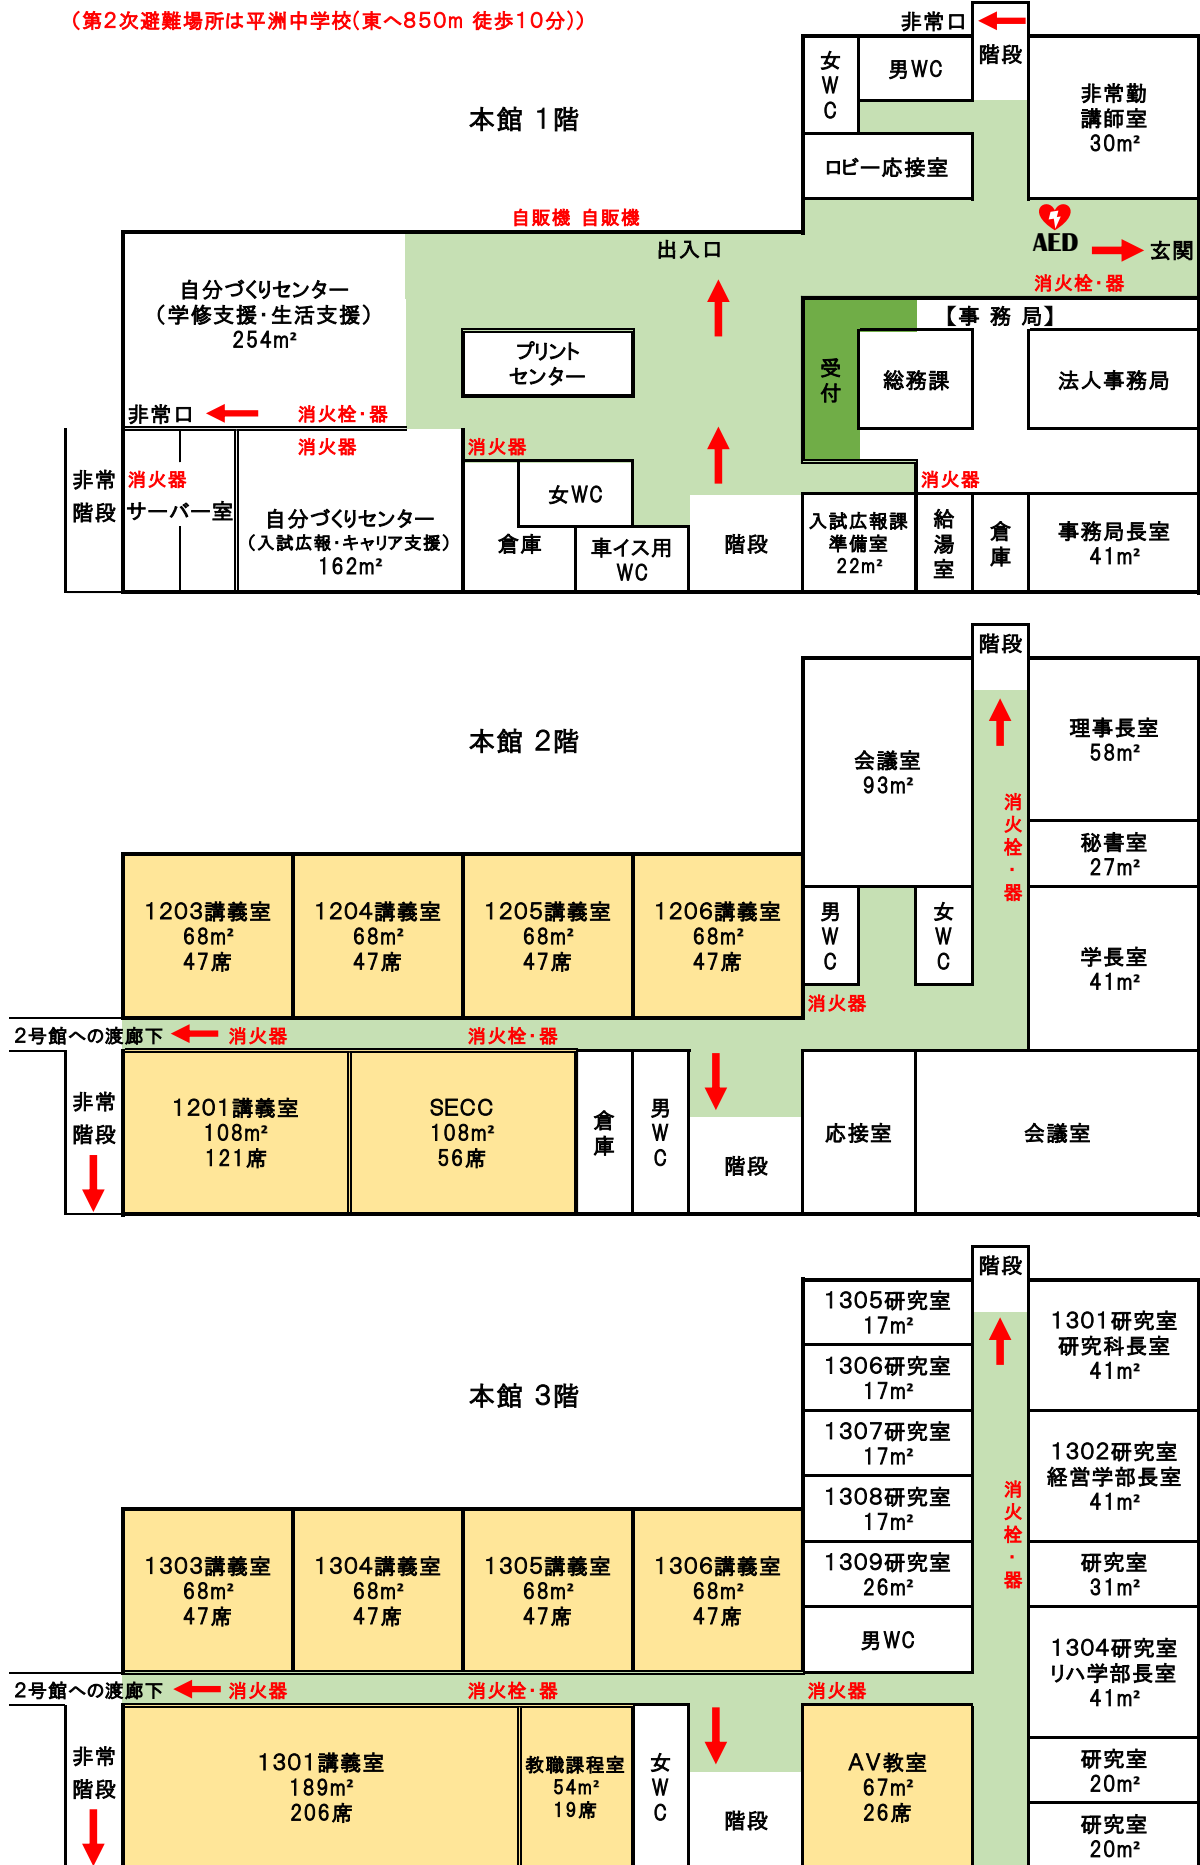 （第2次避難場所は平洲中学校(東へ850m 徒歩10分)）
非常口
階段
女WC
男WC
非常勤
講師室
30m²
本館 1階
ロビー応接室
自販機 自販機
出入口
AED
玄関
消火栓・器
自分づくりセンター
（学修支援・生活支援）
254m²
【事 務 局】
プリント
センター
受付
総務課
法人事務局
非常口
消火栓・器
消火器
消火器
非常
階段
消火器
サーバー室
女WC
消火器
自分づくりセンター
（入試広報・キャリア支援）
162m²
倉庫
車イス用
WC
階段
入試広報課
準備室
22m²
給湯室
倉庫
事務局長室
41m²
階段
本館 2階
会議室
93m²
理事長室
58m²
消火栓・器
秘書室
27m²
1203講義室
68m²
47席
1204講義室
68m²
47席
1205講義室
68m²
47席
1206講義室
68m²
47席
男WC
女WC
学長室
41m²
消火器
2号館への渡廊下
消火器
消火栓・器
非常
階段
1201講義室
108m²
121席
SECC
108m²
56席
倉庫
男WC
階段
応接室
会議室
階段
1305研究室
17m²
1301研究室
研究科長室
41m²
本館 3階
1306研究室
17m²
1307研究室
17m²
1302研究室
経営学部長室
41m²
消火栓・器
1308研究室
17m²
1303講義室
68m²
47席
1304講義室
68m²
47席
1305講義室
68m²
47席
1306講義室
68m²
47席
1309研究室
26m²
研究室
31m²
男WC
1304研究室
リハ学部長室
41m²
2号館への渡廊下
消火器
消火栓・器
消火器
非常
階段
1301講義室
189m²
206席
教職課程室
54m²
19席
女WC
階段
AV教室
67m²
26席
研究室
20m²
研究室
20m²